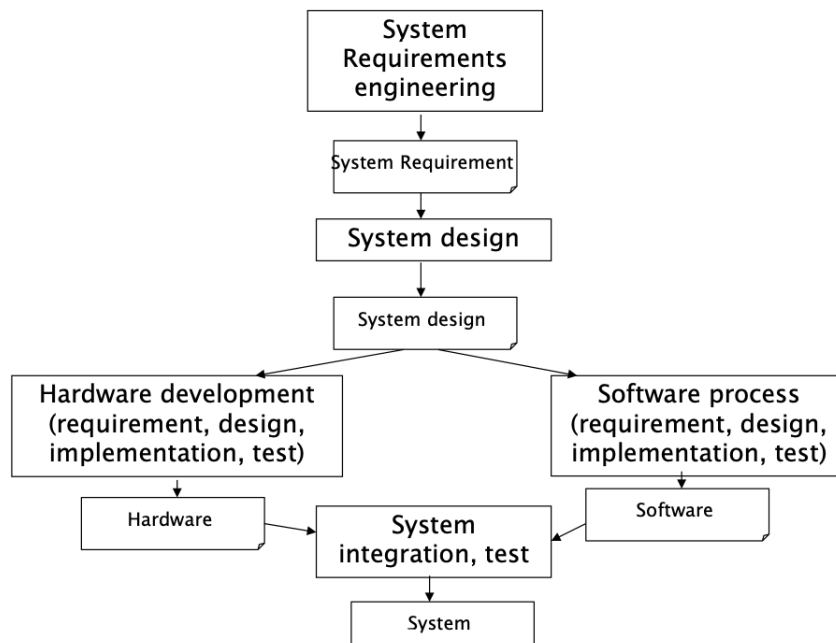 System
Requirements
engineering
System Requirement
System design
System design
Hardware development
(requirement, design,
implementation, test)
Software process
(requirement, design,
implementation, test)
Hardware
Software
System
integration, test
System